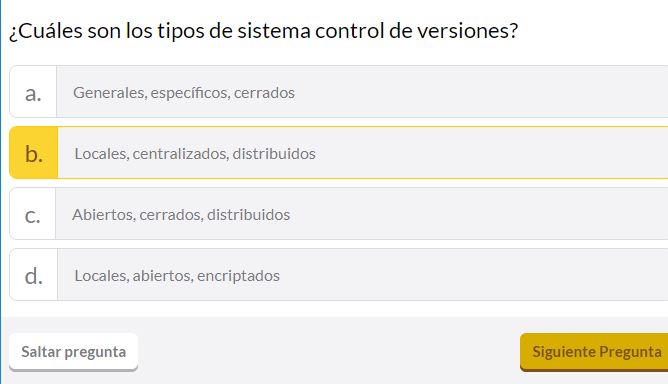 ¿Cuáles son los tipos de sistema control de versiones?
a. Generales, específicos, cerrados
b. Locales, centralizados, distribuidos
c. Abiertos, cerrados, distribuidos
d. Locales, abiertos, encriptados
Saltar pregunta Siguiente Pregunta